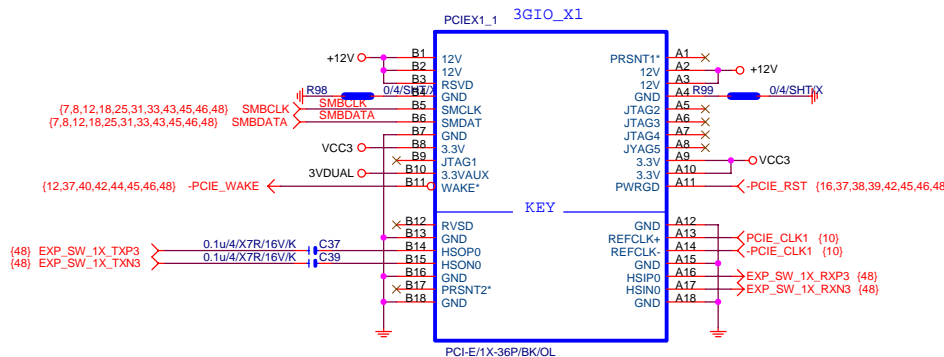 PCIEX1_1 3GIO_X1
+12V B1 12V PRSNT1* A1
B2 12V 12V A2 +12V
B3 RSVD 12V A3
R98 0/4/SHT/X B4 GND GND A4 R99 0/4/SHT/X
{7,8,12,18,25,31,33,43,45,46,48} SMBCLK SMBCLK B5 SMCLK JTAG2 A5
{7,8,12,18,25,31,33,43,45,46,48} SMBDATA SMBDATA B6 SMDAT JTAG3 A6
B7 GND JTAG4 A7
VCC3 B8 3.3V JYAG5 A8
B9 JTAG1 3.3V A9 VCC3
3VDUAL B10 3.3VAUX 3.3V A10
{12,37,40,42,44,45,46,48} -PCIE_WAKE B11 WAKE* PWRGD A11 -PCIE_RST {16,37,38,39,42,45,46,48
KEY
B12 RVSD GND A12
B13 GND REFCLK+ A13 PCIE_CLK1 {10}
{48} EXP_SW_1X_TXP3 0.1u/4/X7R/16V/K C37 B14 HSOP0 REFCLK- A14 -PCIE_CLK1 {10}
{48} EXP_SW_1X_TXN3 0.1u/4/X7R/16V/K C39 B15 HSON0 GND A15
B16 GND HSIP0 A16 EXP_SW_1X_RXP3 {48}
B17 PRSNT2* HSIN0 A17 EXP_SW_1X_RXN3 {48}
B18 GND GND A18
PCI-E/1X-36P/BK/OL